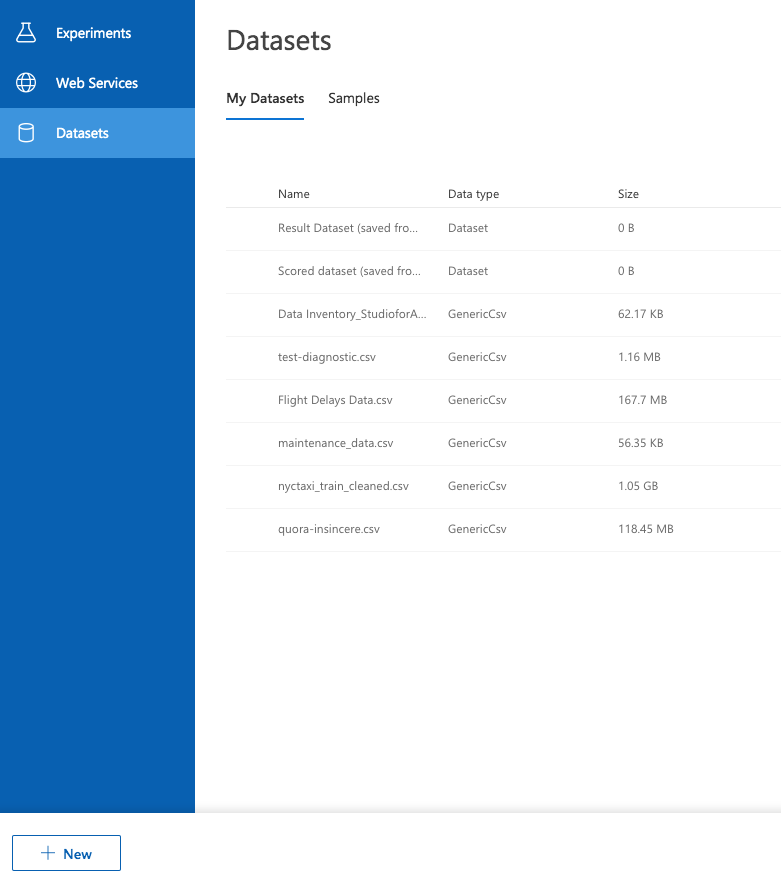 Experiments
Web Services
Datasets
Datasets
My Datasets Samples
Name Data type Size
Result Dataset (saved fro... Dataset 0 B
Scored dataset (saved fro... Dataset 0 B
Data Inventory_StudioforA... GenericCsv 62.17 KB
test-diagnostic.csv GenericCsv 1.16 MB
Flight Delays Data.csv GenericCsv 167.7 MB
maintenance_data.csv GenericCsv 56.35 KB
nyctaxi_train_cleaned.csv GenericCsv 1.05 GB
quora-insincere.csv GenericCsv 118.45 MB
New